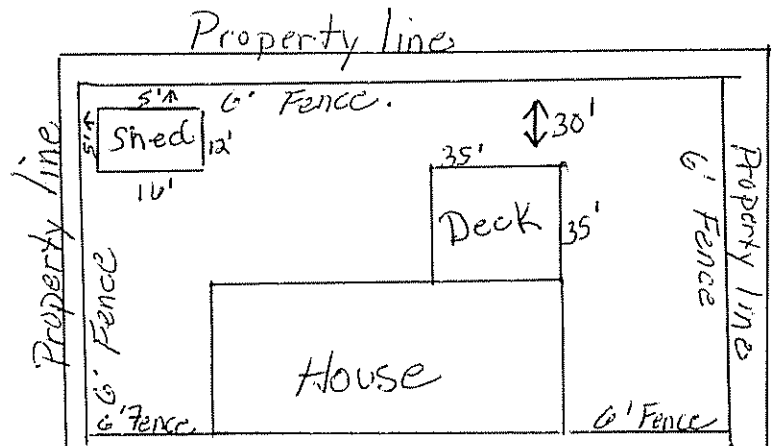 Property line
5'↑
6' Fence.
5'↑
Shed
12'
16'
30'
35'
Deck
35'
6' Fence
Property line
Property line
6' Fence
House
6' Fence
6' Fence